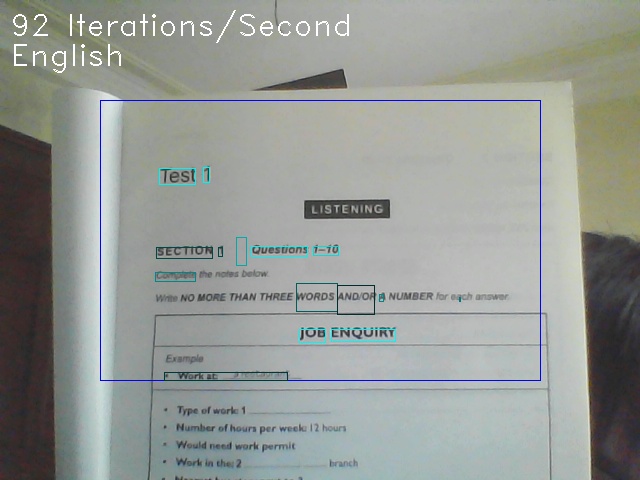 92 Iterations/Second
English
Test 1
LISTENING
SECTION 1 Questions 1–10
Complete the notes below.
Write NO MORE THAN THREE WORDS AND/OR A NUMBER for each answer.
JOB ENQUIRY
Example
• Work at: a restaurant
• Type of work: 1
• Number of hours per week: 12 hours
• Would need work permit
• Work in the: 2 branch